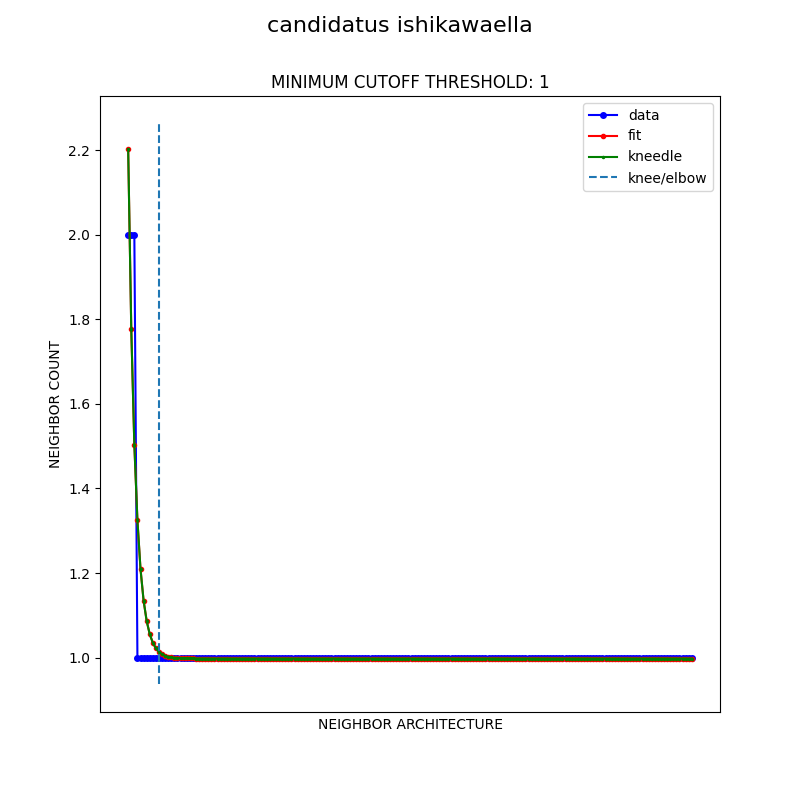 candidatus ishikawaella
MINIMUM CUTOFF THRESHOLD: 1
data
fit
kneedle
knee/elbow
2.2
2.0
1.8
1.6
1.4
1.2
1.0
NEIGHBOR COUNT
NEIGHBOR ARCHITECTURE